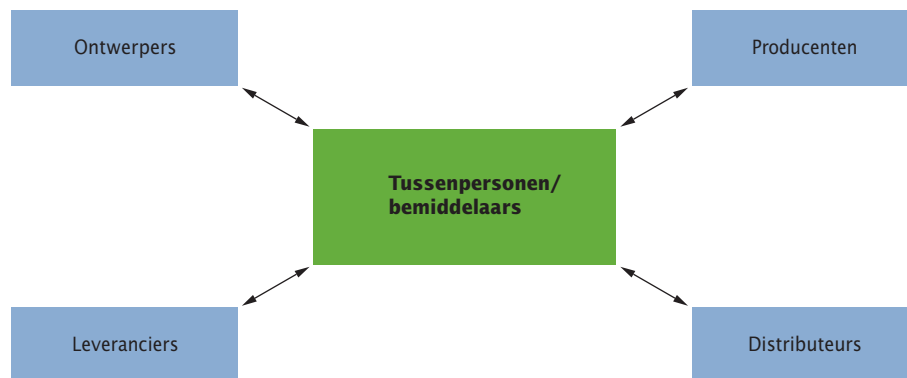 Ontwerpers
Producenten
Tussenpersonen/
bemiddelaars
Leveranciers
Distributeurs